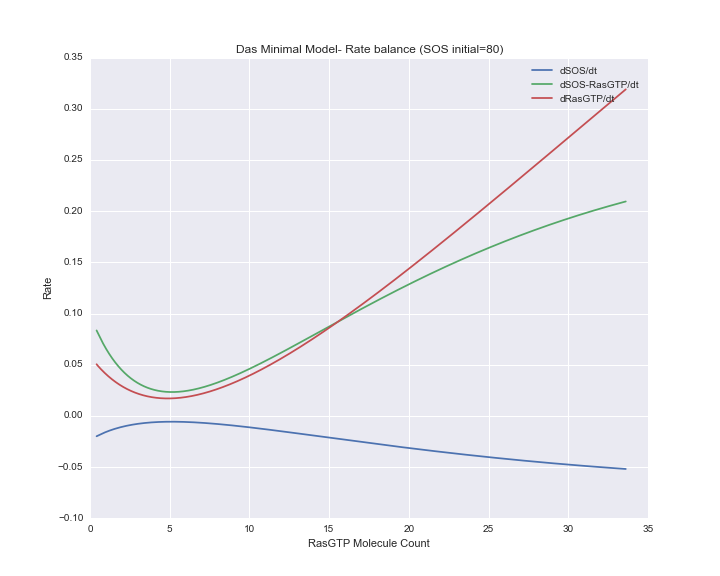 Das Minimal Model- Rate balance (SOS initial=80)
0.35
0.30
0.25
0.20
0.15
0.10
0.05
0.00
−0.05
−0.10
Rate
dSOS/dt
dSOS-RasGTP/dt
dRasGTP/dt
0 5 10 15 20 25 30 35
RasGTP Molecule Count